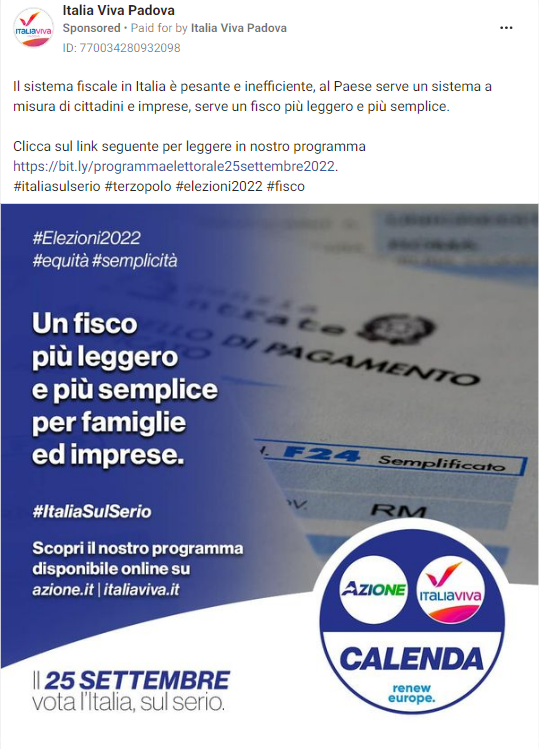 Italia Viva Padova
Sponsored • Paid for by Italia Viva Padova
ID: 770034280932098
Il sistema fiscale in Italia è pesante e inefficiente, al Paese serve un sistema a
misura di cittadini e imprese, serve un fisco più leggero e più semplice.
Clicca sul link seguente per leggere in nostro programma
https://bit.ly/programmaelettorale25settembre2022.
#italiasulserio #terzopolo #elezioni2022 #fisco
#Elezioni2022
#equità #semplicità
Un fisco
più leggero
e più semplice
per famiglie
ed imprese.
#ItaliaSulSerio
Scopri il nostro programma
disponibile online su
azione.it | italiaviva.it
Il 25 SETTEMBRE
vota l'Italia, sul serio.
ntrate
DI PAGAMENTO
F24 Semplificato
RM
AZIONE
ITALIAVIVA
CALENDA
renew
europe.
ITALIAVIVA